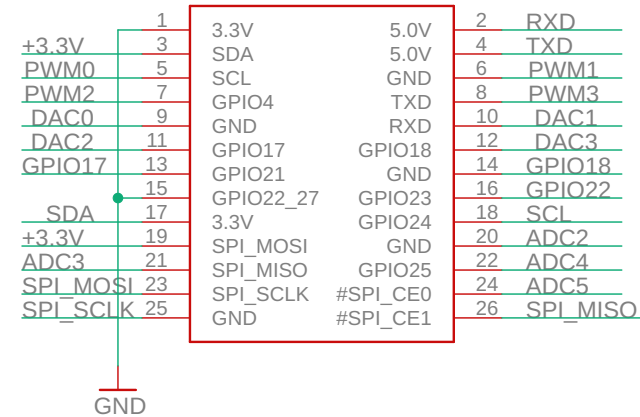 1 3.3V 5.0V 2 RXD
+3.3V 3 SDA 5.0V 4 TXD
PWM0 5 SCL GND 6 PWM1
PWM2 7 GPIO4 TXD 8 PWM3
DAC0 9 GND RXD 10 DAC1
DAC2 11 GPIO17 GPIO18 12 DAC3
GPIO17 13 GPIO21 GND 14 GPIO18
15 GPIO22_27 GPIO23 16 GPIO22
SDA 17 3.3V GPIO24 18 SCL
+3.3V 19 SPI_MOSI GND 20 ADC2
ADC3 21 SPI_MISO GPIO25 22 ADC4
SPI_MOSI 23 SPI_SCLK #SPI_CE0 24 ADC5
SPI_SCLK 25 GND #SPI_CE1 26 SPI_MISO
GND